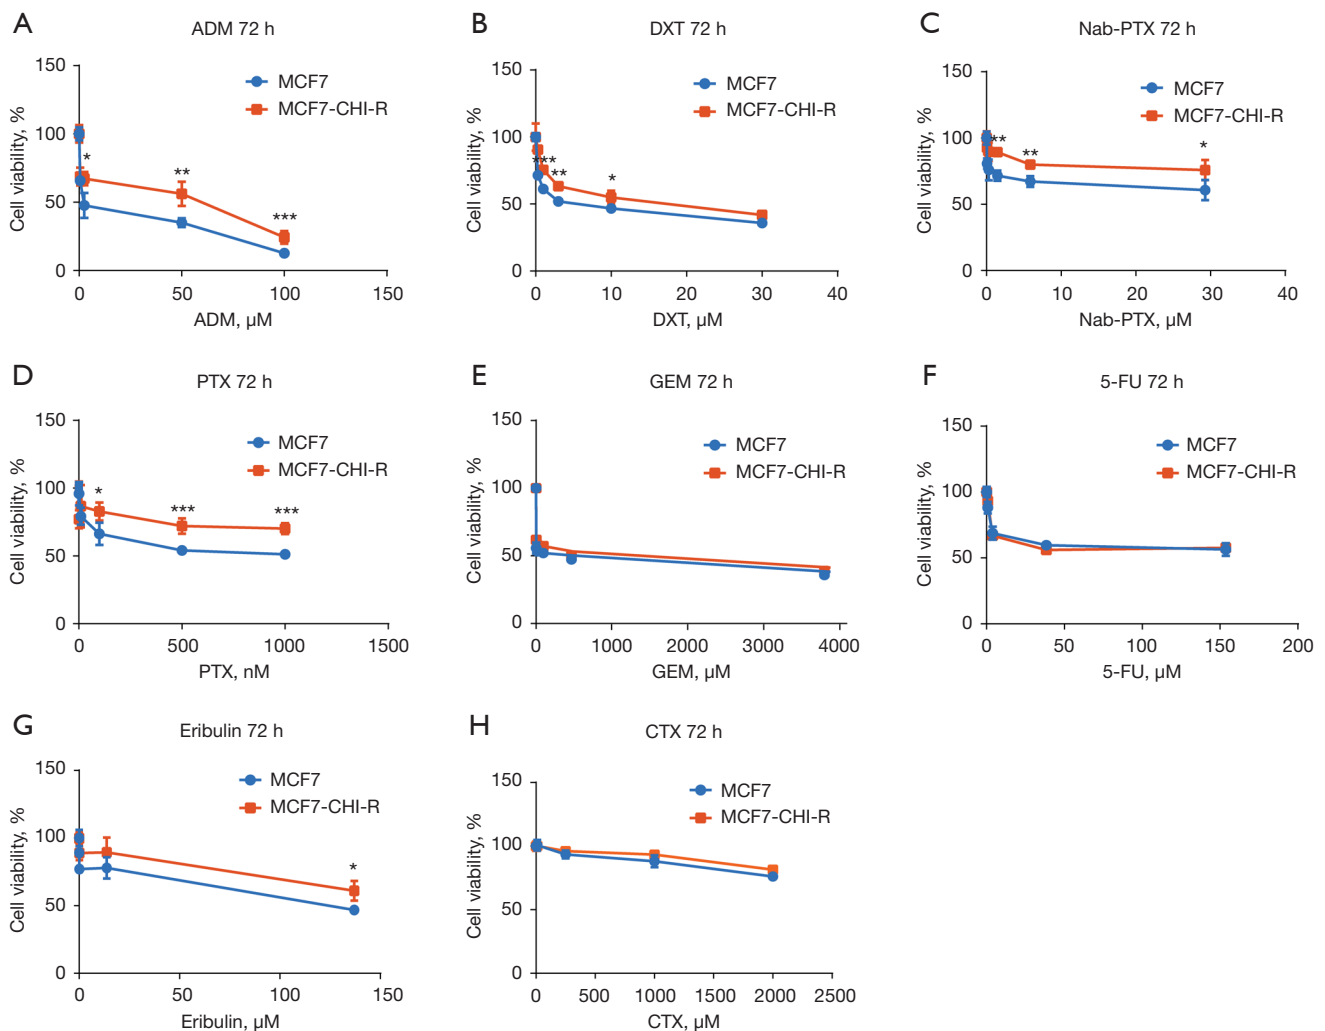 A
ADM 72 h
Cell viability, %
150
100
50
0
MCF7
MCF7-CHI-R
*
**
***
0 50 100 150
ADM, μM
B
DXT 72 h
Cell viability, %
150
100
50
0
MCF7
MCF7-CHI-R
***
**
*
0 10 20 30 40
DXT, μM
C
Nab-PTX 72 h
Cell viability, %
150
100
50
0
MCF7
MCF7-CHI-R
**
**
*
0 10 20 30 40
Nab-PTX, μM
D
PTX 72 h
Cell viability, %
150
100
50
0
MCF7
MCF7-CHI-R
*
***
***
0 500 1000 1500
PTX, nM
E
GEM 72 h
Cell viability, %
150
100
50
0
MCF7
MCF7-CHI-R
0 1000 2000 3000 4000
GEM, μM
F
5-FU 72 h
Cell viability, %
150
100
50
0
MCF7
MCF7-CHI-R
0 50 100 150 200
5-FU, μM
G
Eribulin 72 h
Cell viability, %
150
100
50
0
MCF7
MCF7-CHI-R
*
0 50 100 150
Eribulin, μM
H
CTX 72 h
Cell viability, %
150
100
50
0
MCF7
MCF7-CHI-R
0 500 1000 1500 2000 2500
CTX, μM